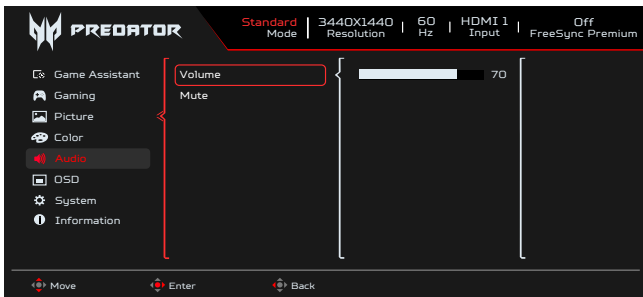 PREDATOR
Standard Mode
3440X1440 Resolution
60 Hz
HDMI 1 Input
Off FreeSync Premium
Game Assistant
Gaming
Picture
Color
Audio
OSD
System
Information
Volume
Mute
70
Move
Enter
Back